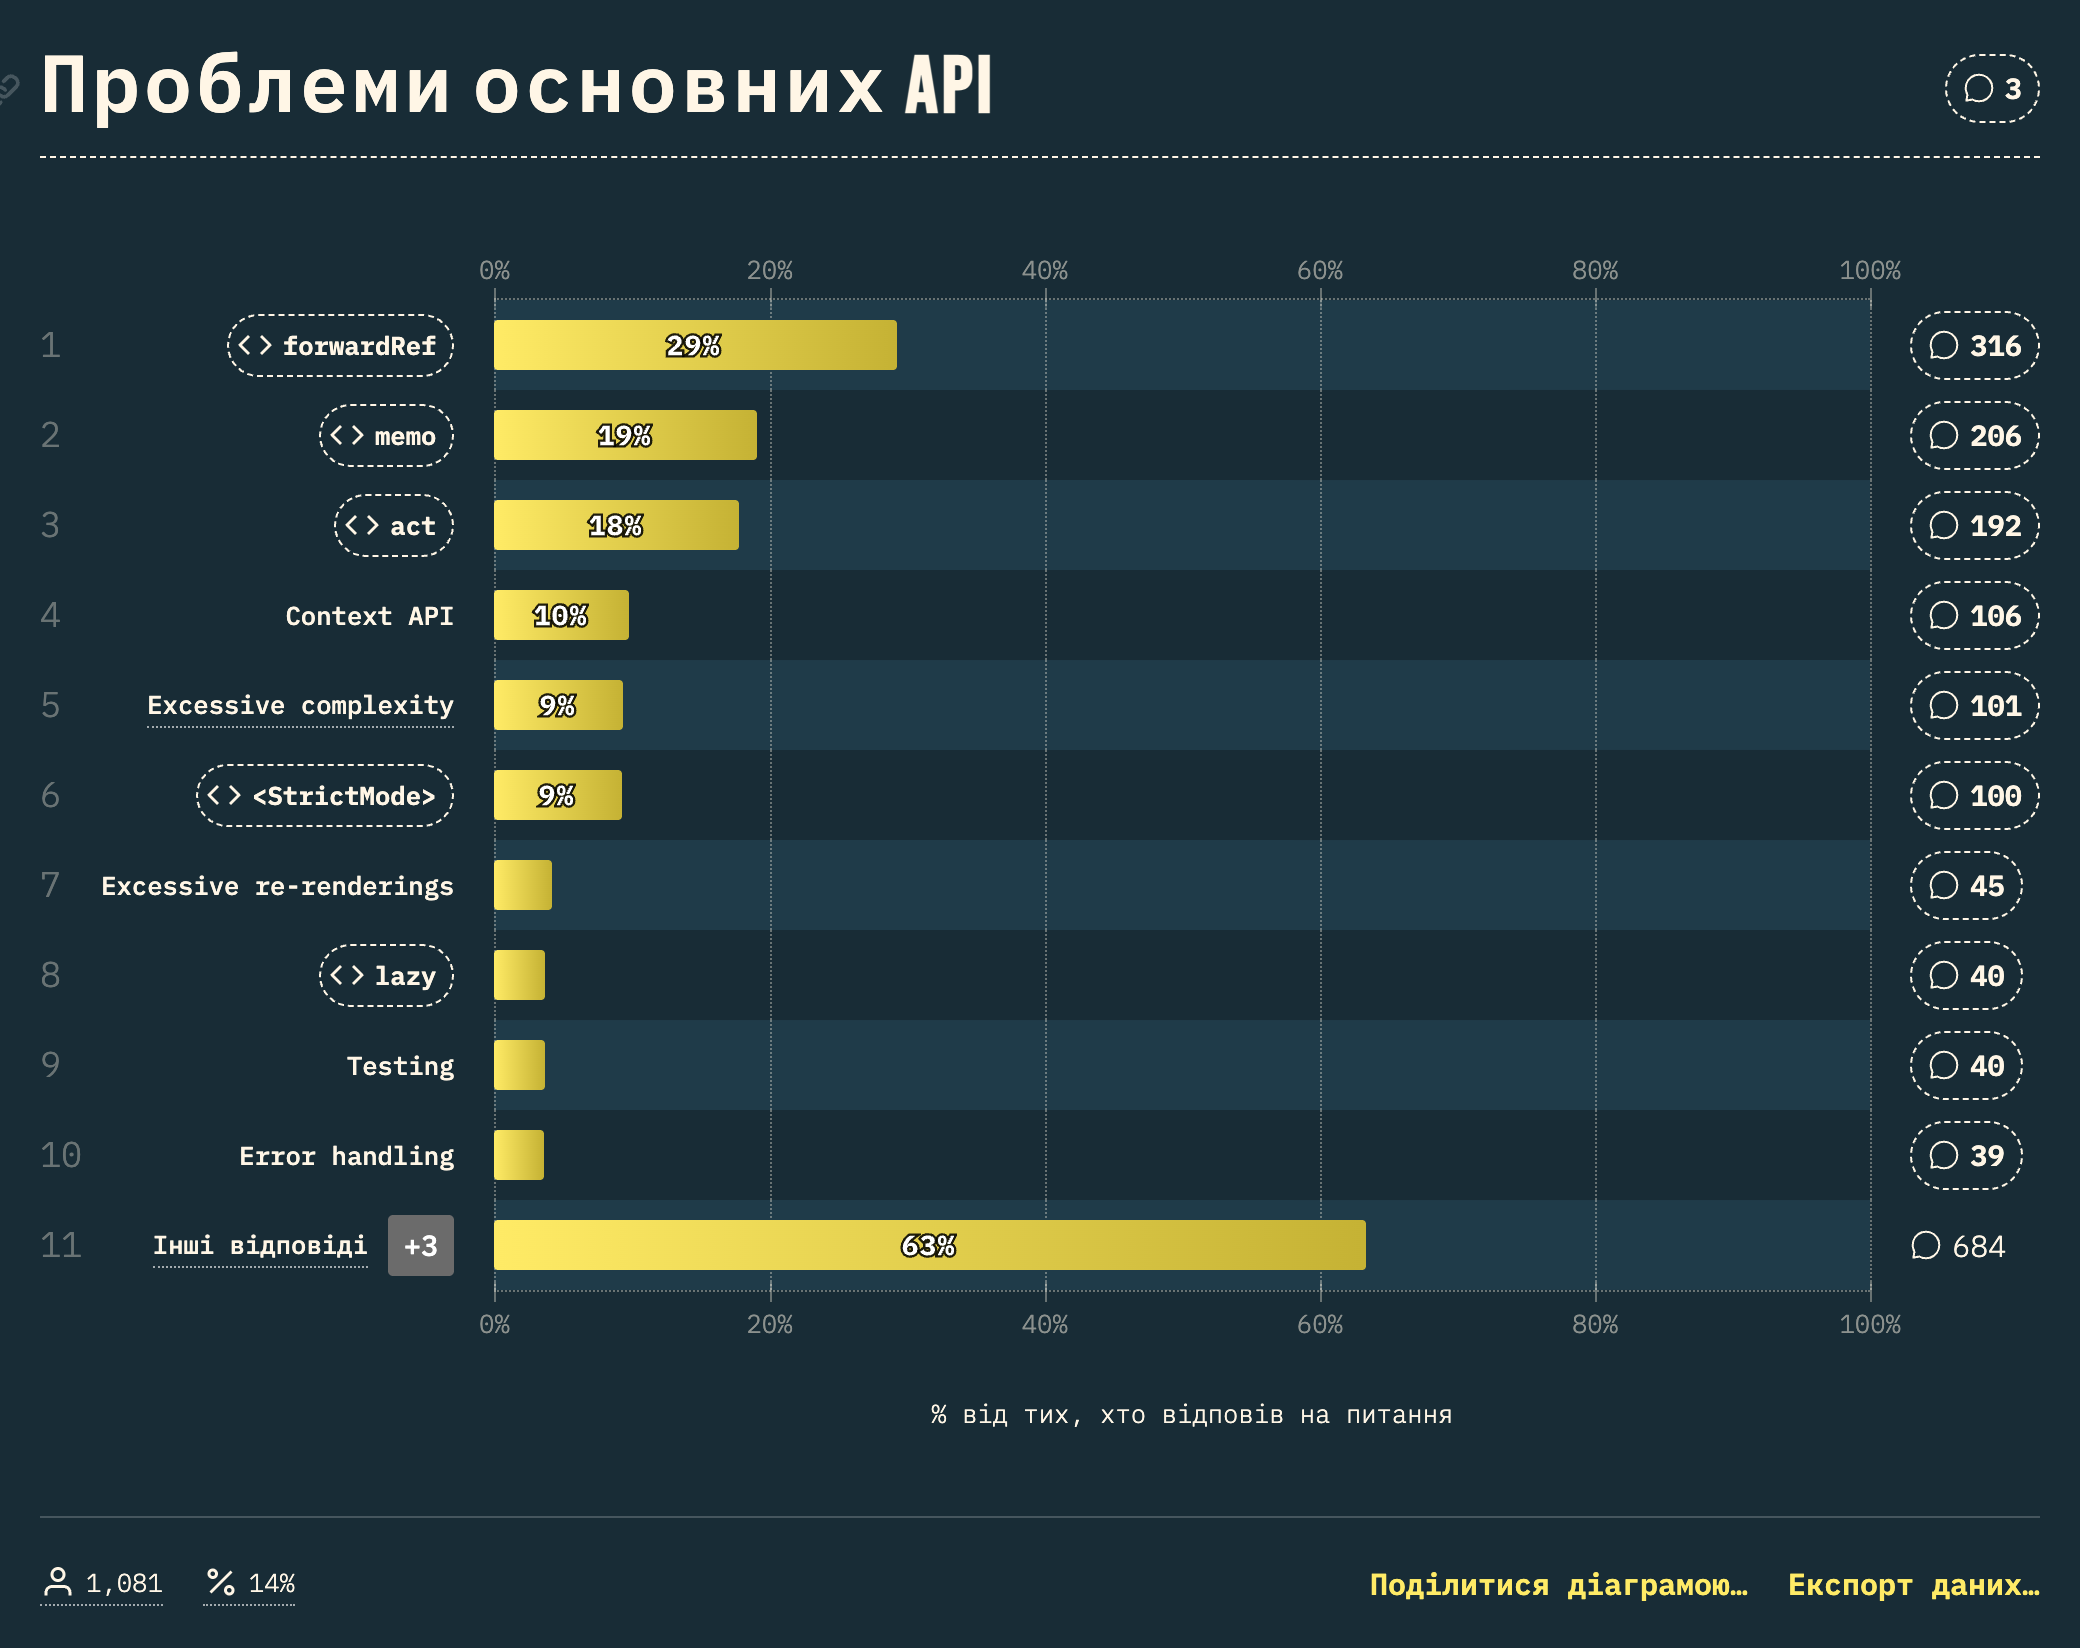 Проблеми основних API
3
0% 20% 40% 60% 80% 100%
1 <> forwardRef 29% 316
2 <> memo 19% 206
3 <> act 18% 192
4 Context API 10% 106
5 Excessive complexity 9% 101
6 <> <StrictMode> 9% 100
7 Excessive re-renderings 45
8 <> lazy 40
9 Testing 40
10 Error handling 39
11 Інші відповіді +3 63% 684
0% 20% 40% 60% 80% 100%
% від тих, хто відповів на питання
1,081 % 14% Поділитися діаграмою… Експорт даних…